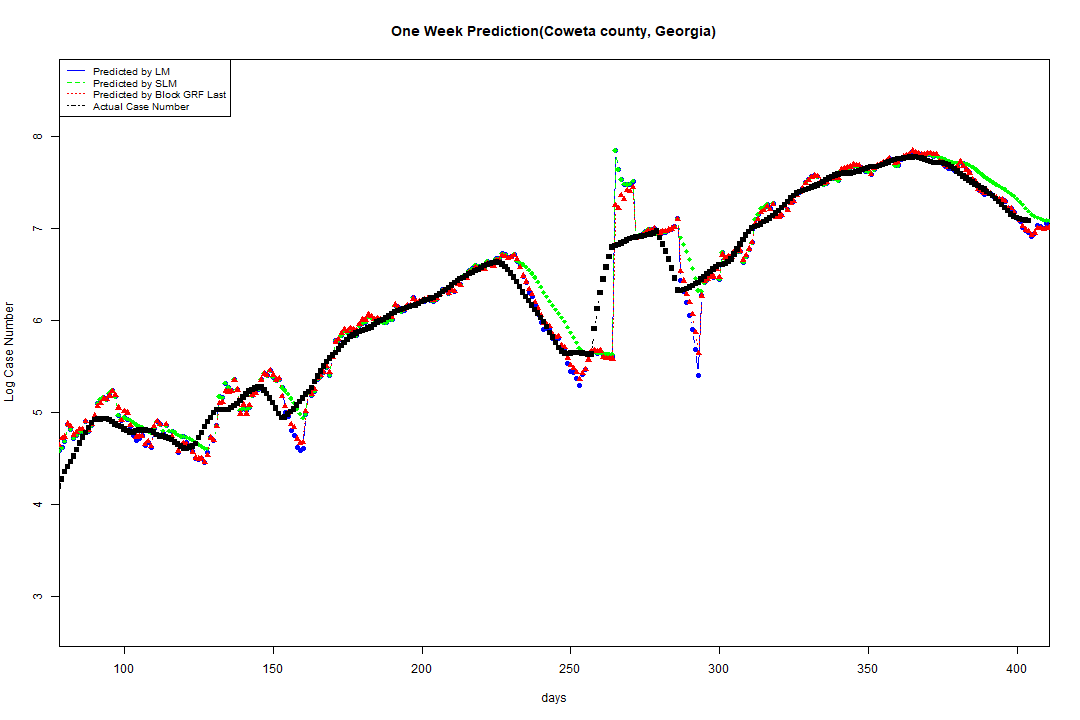 One Week Prediction(Coweta county, Georgia)
Predicted by LM
Predicted by SLM
Predicted by Block GRF Last
Actual Case Number
Log Case Number
8
7
6
5
4
3
100 150 200 250 300 350 400
days